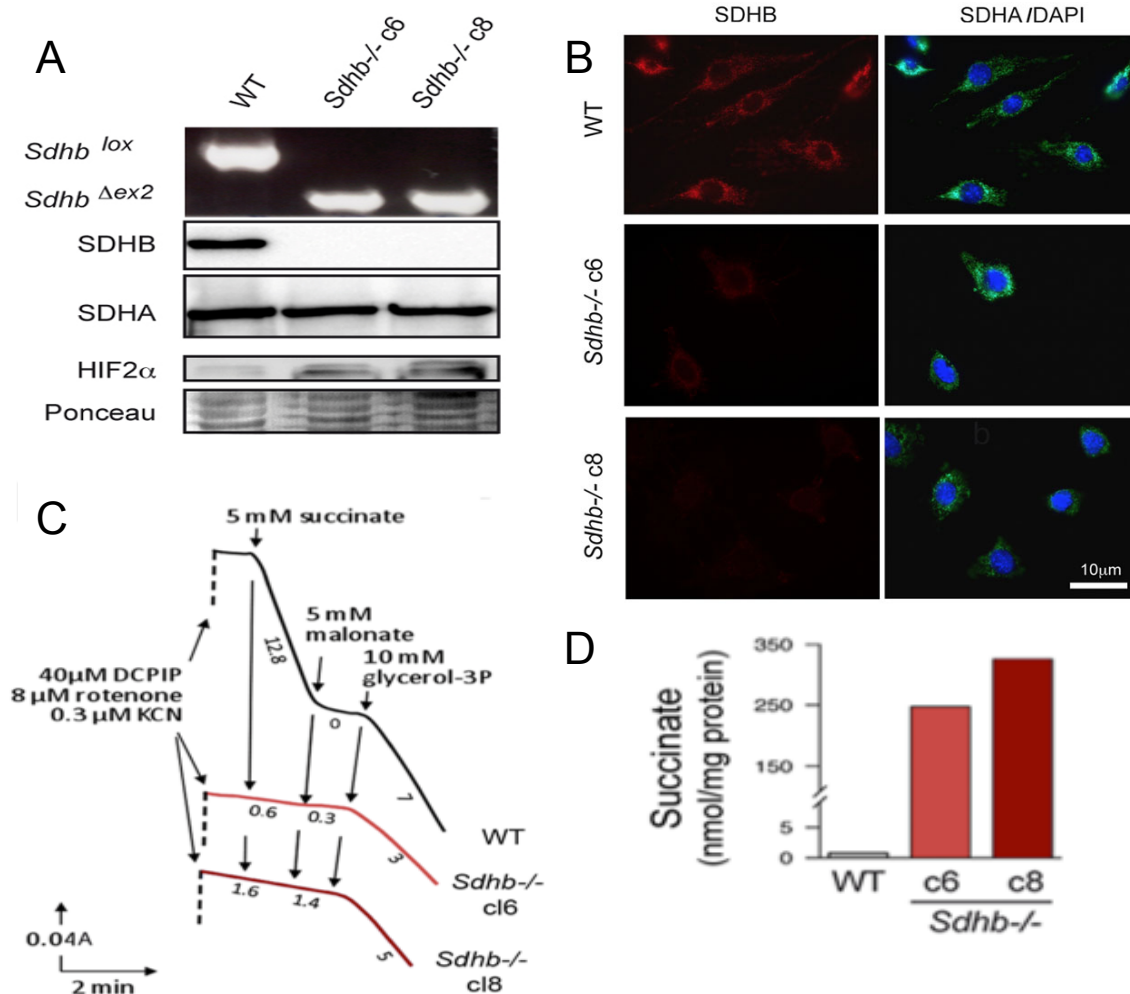 A
WT
Sdhb-/- c6
Sdhb-/- c8
Sdhb lox
Sdhb Δex2
SDHB
SDHA
HIF2α
Ponceau
B
SDHB
SDHA/DAPI
WT
Sdhb-/- c6
Sdhb-/- c8
b
10µm
C
5 mM succinate
5 mM
malonate
10 mM
glycerol-3P
40µM DCPIP
8 µM rotenone
0.3 µM KCN
12.8
0
7
WT
0.6
0.3
3
Sdhb-/-
cl6
1.6
1.4
5
Sdhb-/-
cl8
0.04A
2 min
D
Succinate
(nmol/mg protein)
350
250
150
5
0
WT
c6
c8
Sdhb-/-